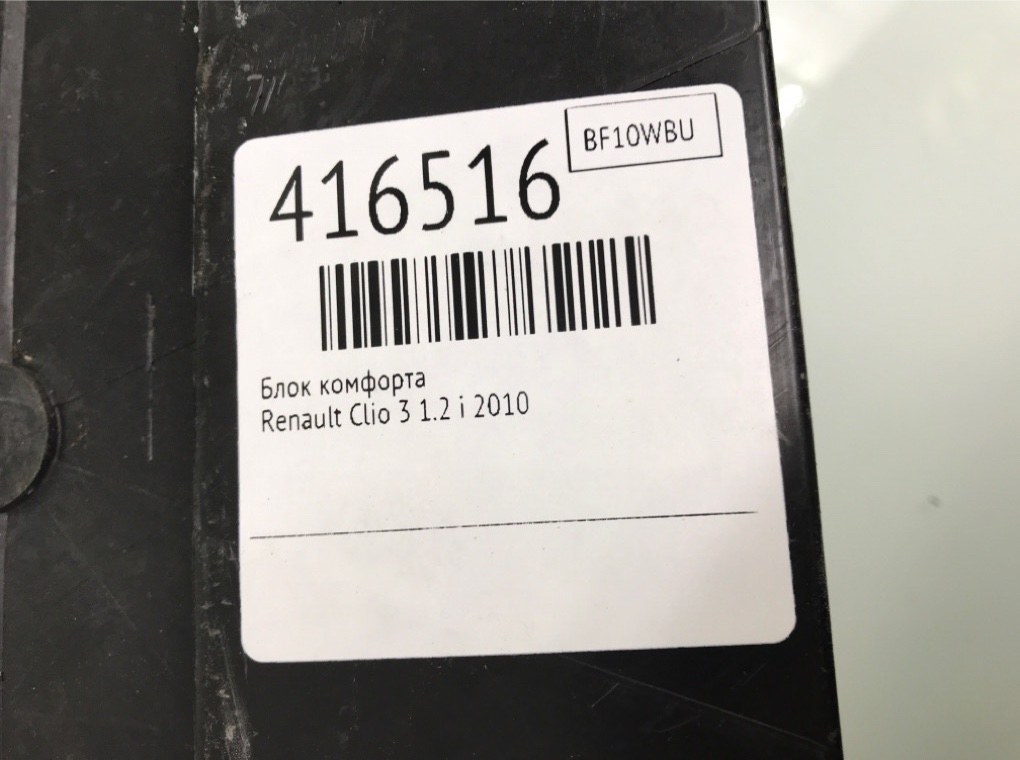 BF10WBU
416516
Блок комфорта
Renault Clio 3 1.2 i 2010